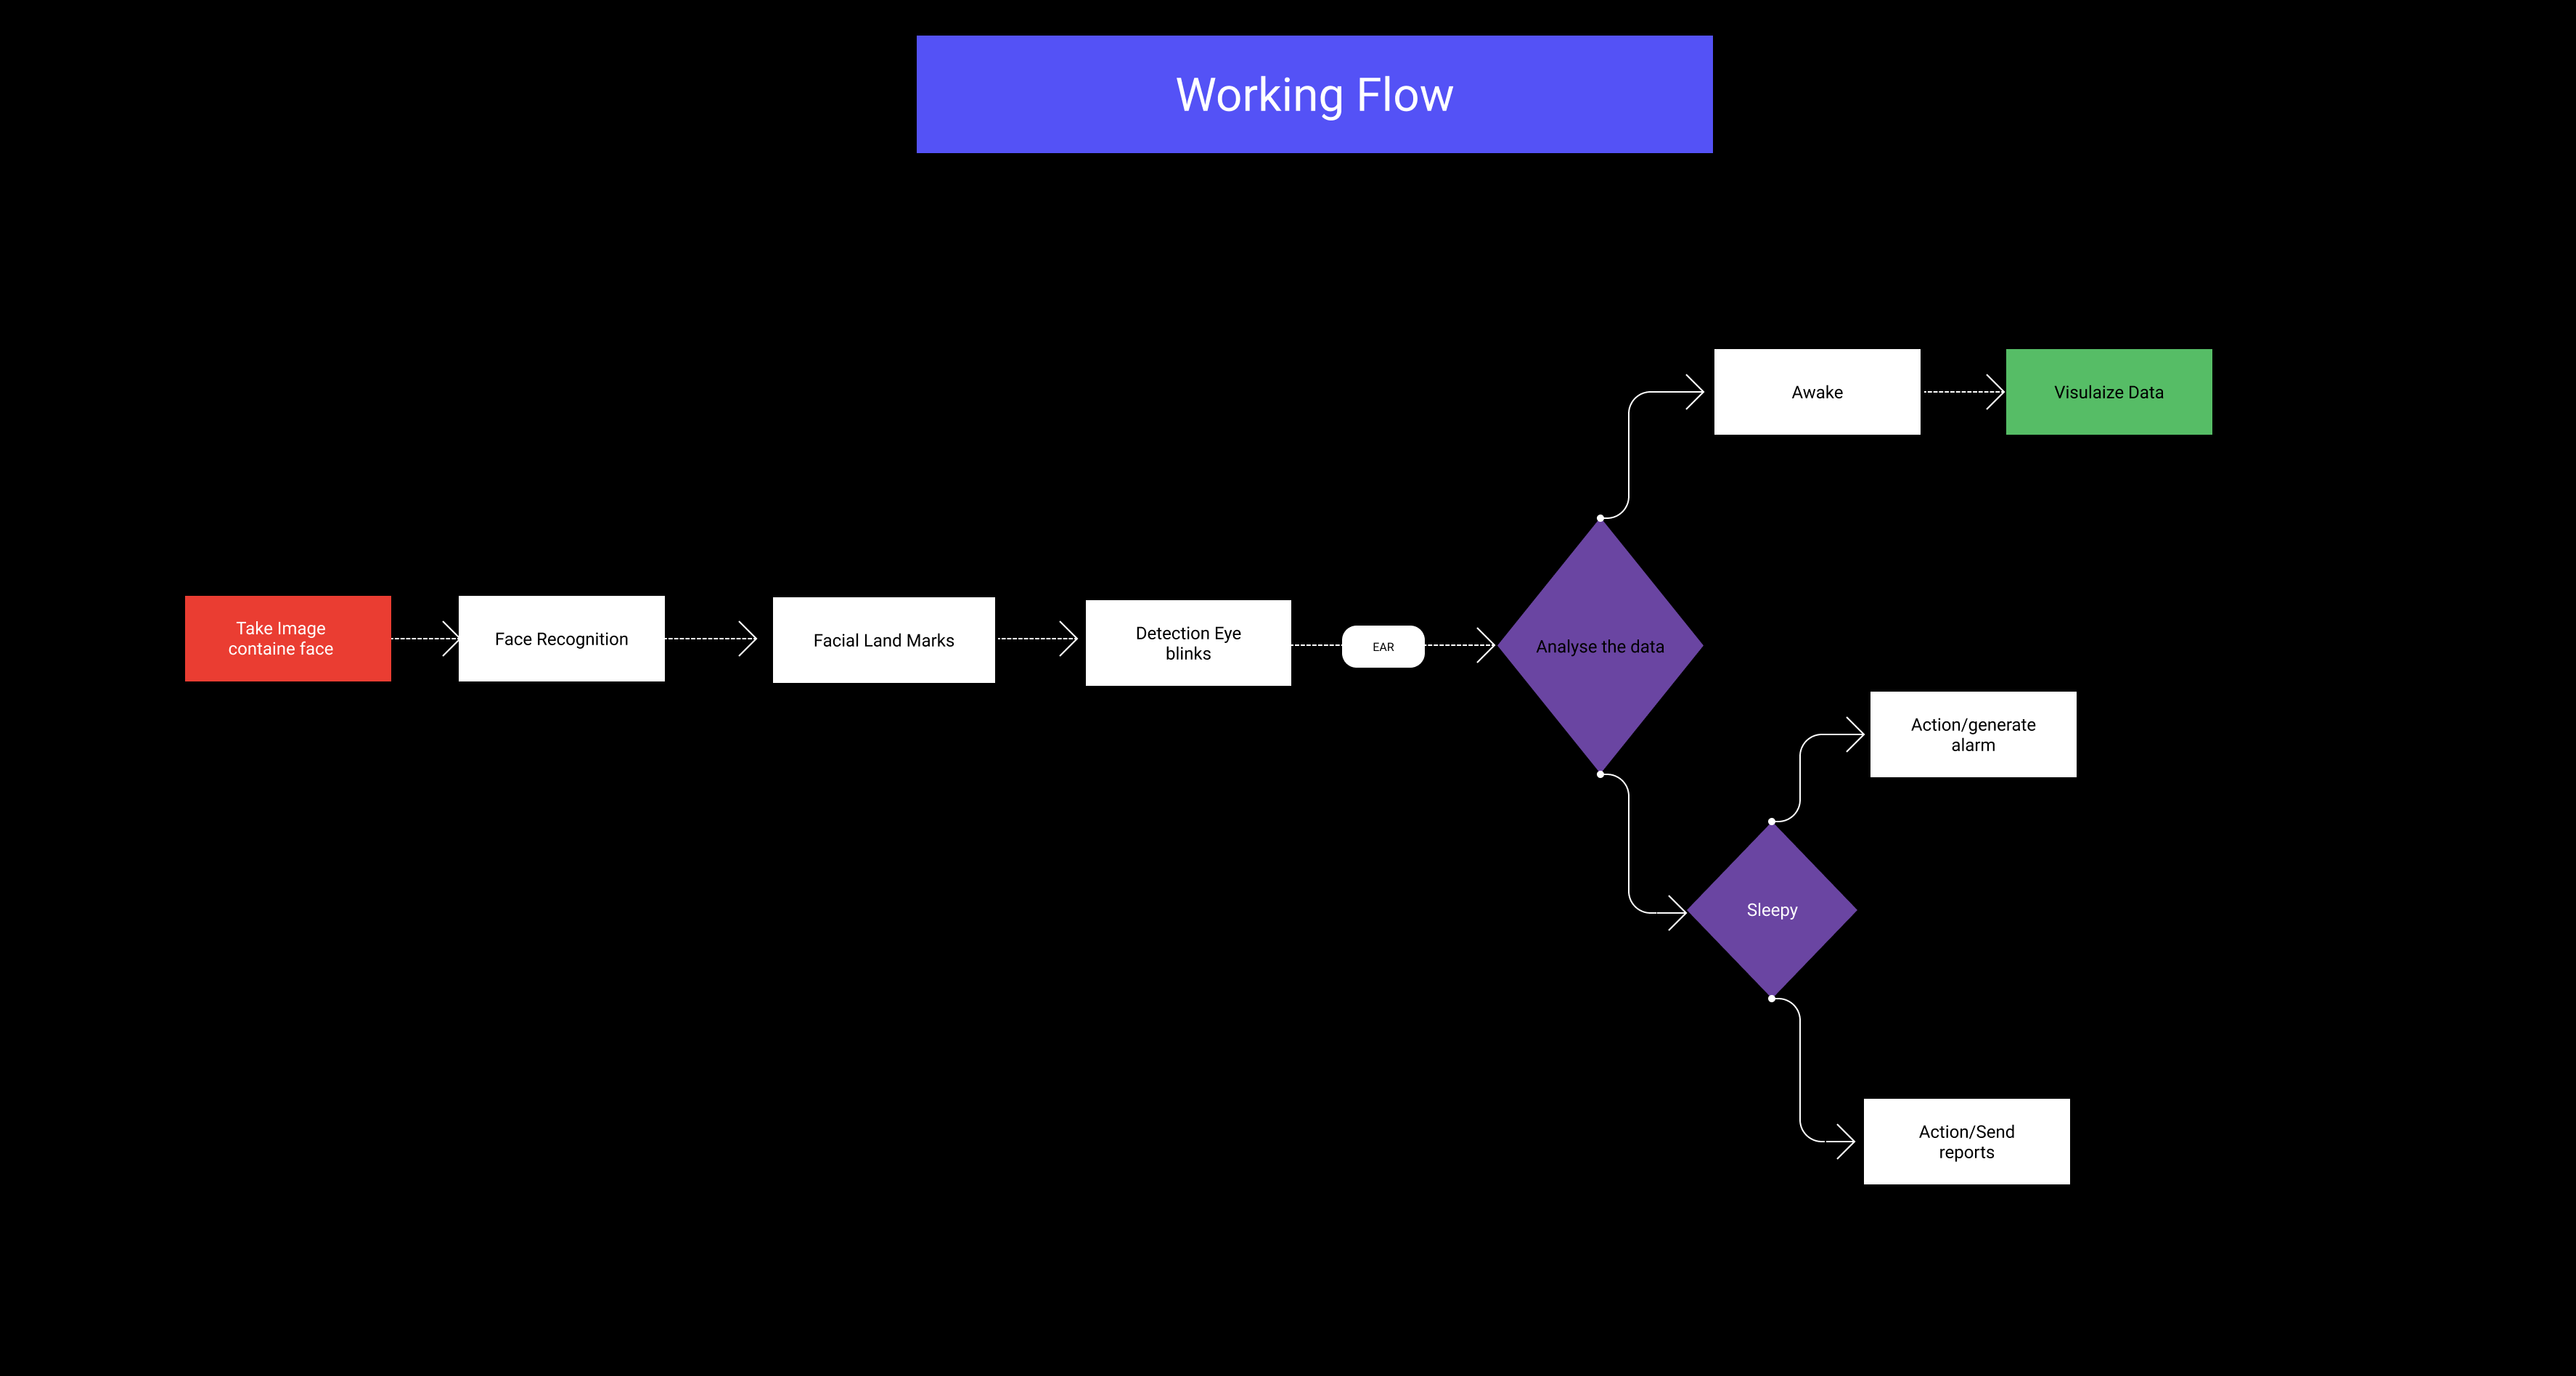 Working Flow
Awake
Visulaize Data
Take Image
containe face
Face Recognition
Facial Land Marks
Detection Eye
blinks
EAR
Analyse the data
Action/generate
alarm
Sleepy
Action/Send
reports